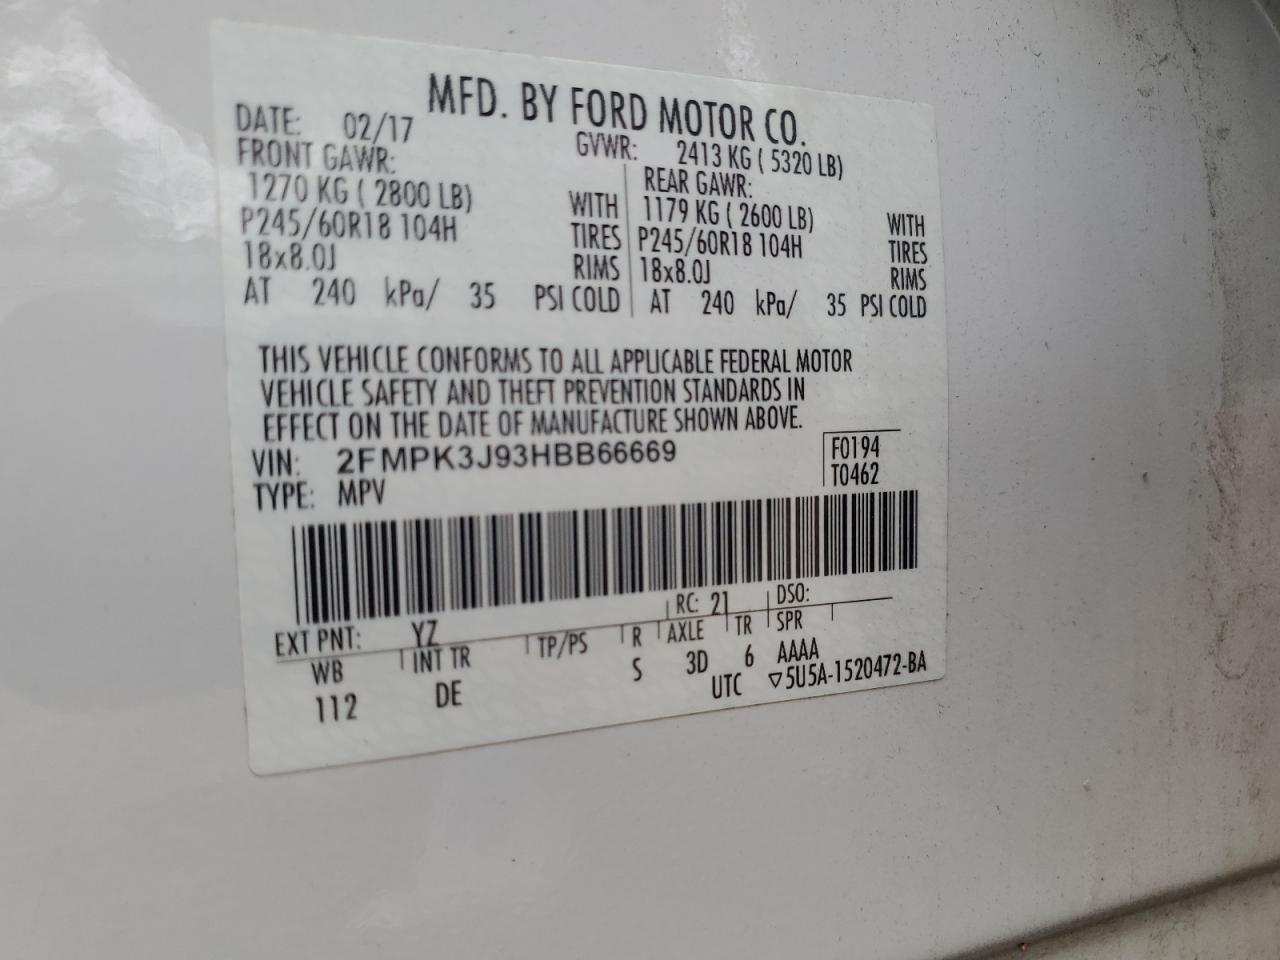 MFD. BY FORD MOTOR CO.
DATE: 02/17 GVWR: 2413 KG ( 5320 LB)
FRONT GAWR: REAR GAWR:
1270 KG ( 2800 LB) WITH 1179 KG ( 2600 LB) WITH
P245/60R18 104H TIRES P245/60R18 104H TIRES
18x8.0J RIMS 18x8.0J RIMS
AT 240 kPa/ 35 PSI COLD AT 240 kPa/ 35 PSI COLD
THIS VEHICLE CONFORMS TO ALL APPLICABLE FEDERAL MOTOR
VEHICLE SAFETY AND THEFT PREVENTION STANDARDS IN
EFFECT ON THE DATE OF MANUFACTURE SHOWN ABOVE.
VIN: 2FMPK3J93HBB66669 F0194
TYPE: MPV T0462
EXT PNT: YZ RC: 21 DSO:
WB INT TR TP/PS R AXLE TR SPR
112 DE S 3D 6 AAAA
UTC ▽5U5A-1520472-BA